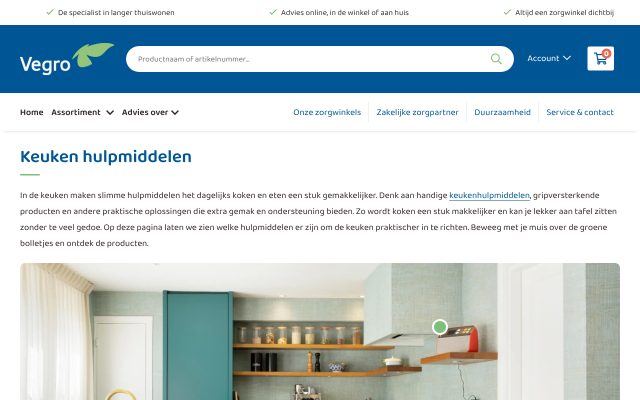 De specialist in langer thuiswonen
Advies online, in de winkel of aan huis
Altijd een zorgwinkel dichtbij
Vegro
Productnaam of artikelnummer...
Account
0
Home
Assortiment
Advies over
Onze zorgwinkels
Zakelijke zorgpartner
Duurzaamheid
Service & contact
Keuken hulpmiddelen
In de keuken maken slimme hulpmiddelen het dagelijks koken en eten een stuk gemakkelijker. Denk aan handige keukenhulpmiddelen, gripversterkende
producten en andere praktische oplossingen die extra gemak en ondersteuning bieden. Zo wordt koken een stuk makkelijker en kan je lekker aan tafel zitten
zonder te veel gedoe. Op deze pagina laten we zien welke hulpmiddelen er zijn om de keuken praktischer in te richten. Beweeg met je muis over de groene
bolletjes en ontdek de producten.